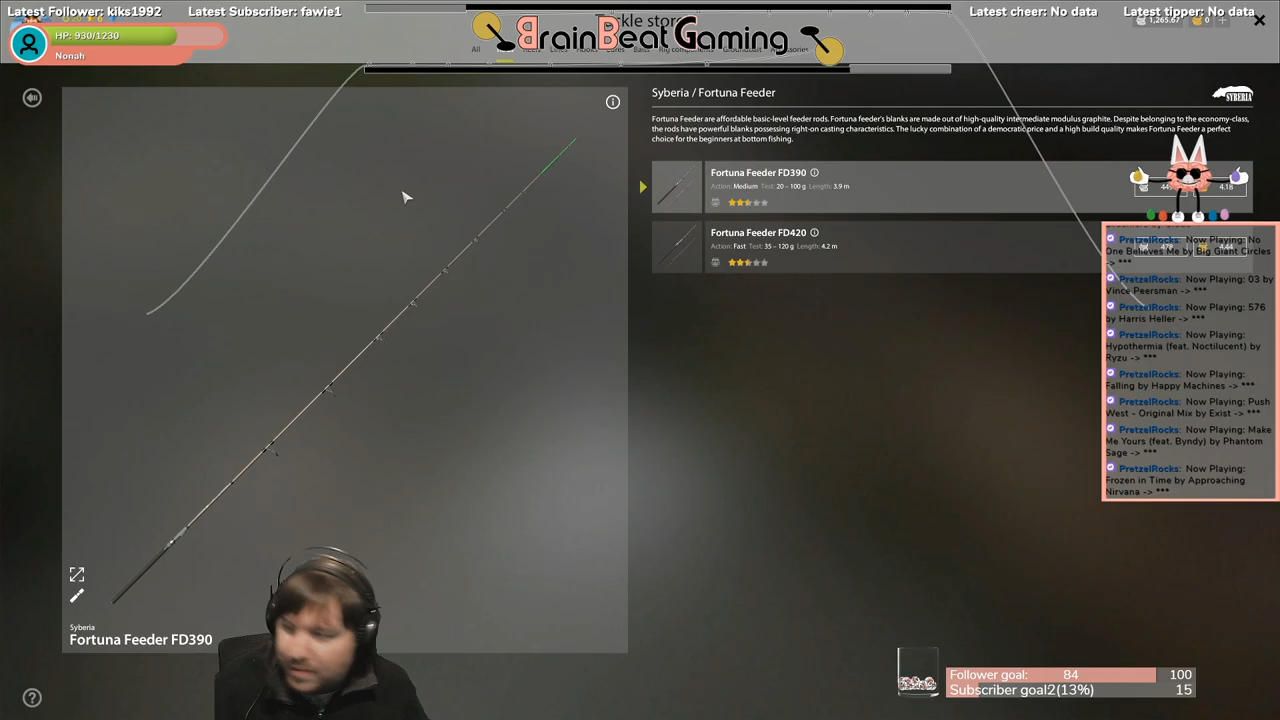 Latest Follower: kiks1992
Latest Subscriber: fawie1
Latest cheer: No data
Latest tipper: No data
HP: 930/1230
Nonah
BrainBeat Gaming
1,265.67
0
All
Syberia / Fortuna Feeder
SYBERIA
Fortuna Feeder are affordable basic-level feeder rods. Fortuna feeder's blanks are made out of high-quality intermediate modulus graphite. Despite belonging to the economy-class,
the rods have powerful blanks possessing right-on casting characteristics. The lucky combination of a democratic price and a high build quality makes Fortuna Feeder a perfect
choice for the beginners at bottom fishing.
Fortuna Feeder FD390
Action: Medium Test: 20 – 100 g Length: 3.9 m
4.18
Fortuna Feeder FD420
Action: Fast Test: 35 – 120 g Length: 4.2 m
PretzelRocks: Now Playing: No
One Believes Me by Big Giant Circles
-> ***
PretzelRocks: Now Playing: 03 by
Vince Peersman -> ***
PretzelRocks: Now Playing: 576
by Harris Heller -> ***
PretzelRocks: Now Playing:
Hypothermia (feat. Noctilucent) by
Ryzu -> ***
PretzelRocks: Now Playing:
Falling by Happy Machines -> ***
PretzelRocks: Now Playing: Push
West - Original Mix by Exist -> ***
PretzelRocks: Now Playing: Make
Me Yours (feat. Byndy) by Phantom
Sage -> ***
PretzelRocks: Now Playing:
Frozen in Time by Approaching
Nirvana -> ***
Syberia
Fortuna Feeder FD390
Follower goal: 84 100
Subscriber goal2(13%) 15